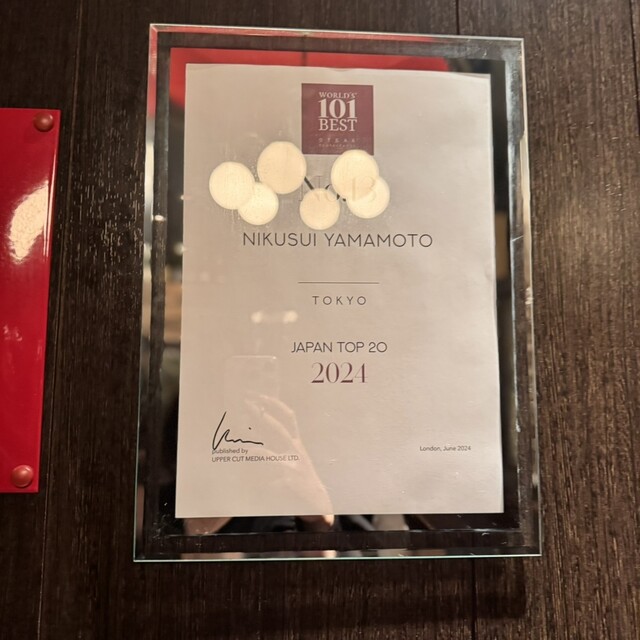 WORLD'S
101
BEST
STEAK
NIKUSUI YAMAMOTO
TOKYO
JAPAN TOP 20
2024
published by
UPPER CUT MEDIA HOUSE LTD.
London, June 2024